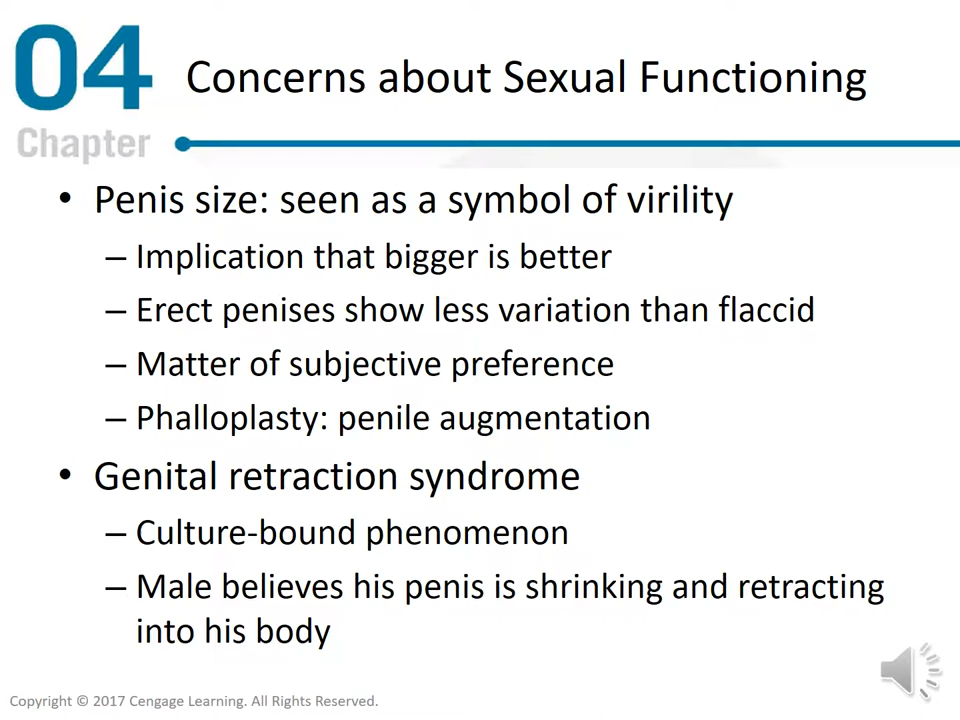 04
Chapter
Concerns about Sexual Functioning
• Penis size: seen as a symbol of virility
– Implication that bigger is better
– Erect penises show less variation than flaccid
– Matter of subjective preference
– Phalloplasty: penile augmentation
• Genital retraction syndrome
– Culture-bound phenomenon
– Male believes his penis is shrinking and retracting
into his body
Copyright © 2017 Cengage Learning. All Rights Reserved.